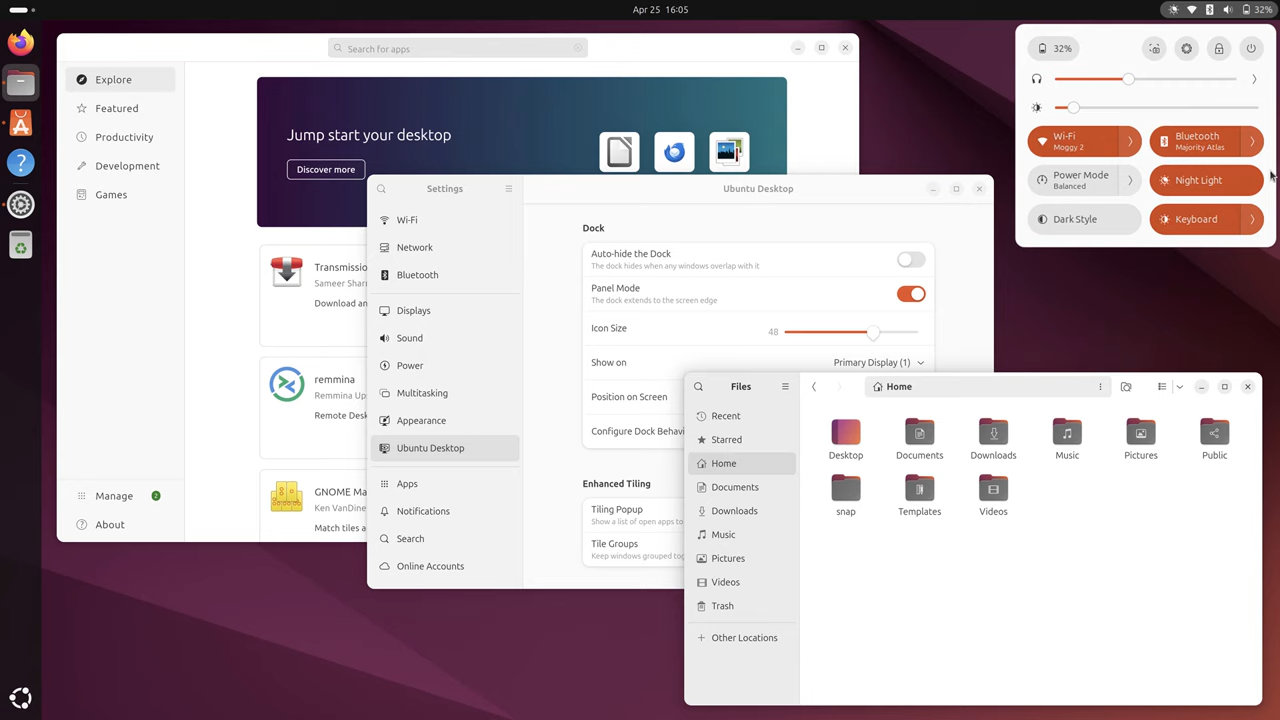 Apr 25 16:05
32%
Search for apps
Explore
Featured
Productivity
Development
Games
Manage 2
About
Jump start your desktop
Discover more
Transmissio
Sameer Shar
Download an
remmina
Remmina Up
Remote Desk
GNOME Ma
Ken VanDine
Match tiles a
Settings
Wi-Fi
Network
Bluetooth
Displays
Sound
Power
Multitasking
Appearance
Ubuntu Desktop
Apps
Notifications
Search
Online Accounts
Ubuntu Desktop
Dock
Auto-hide the Dock
The dock hides when any windows overlap with it
Panel Mode
The dock extends to the screen edge
Icon Size 48
Show on Primary Display (1)
Position on Screen
Configure Dock Behavi
Enhanced Tiling
Tiling Popup
Show a list of open apps to
Tile Groups
Keep windows grouped tog
Files
Recent
Starred
Home
Documents
Downloads
Music
Pictures
Videos
Trash
Other Locations
Home
Desktop Documents Downloads Music Pictures Public
snap Templates Videos
32%
Wi-Fi
Moggy 2
Bluetooth
Majority Atlas
Power Mode
Balanced
Night Light
Dark Style
Keyboard